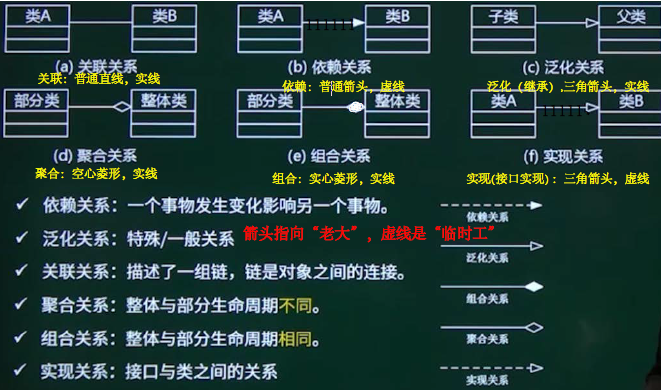 类A 类B 类A 类B 子类 父类
(a) 关联关系 (b) 依赖关系 (c) 泛化关系
关联：普通直线，实线 依赖：普通箭头，虚线 泛化（继承）,三角箭头，实线
部分类 整体类 部分类 整体类 类A 类B
(d) 聚合关系 (e) 组合关系 (f) 实现关系
聚合：空心菱形，实线 组合：实心菱形，实线 实现(接口实现)：三角箭头，虚线
✓ 依赖关系：一个事物发生变化影响另一个事物。
依赖关系
✓ 泛化关系：特殊/一般关系 箭头指向“老大”，虚线是“临时工”
泛化关系
✓ 关联关系：描述了一组链，链是对象之间的连接。
组合关系
✓ 聚合关系：整体与部分生命周期不同。
✓ 组合关系：整体与部分生命周期相同。
聚合关系
✓ 实现关系：接口与类之间的关系
实现关系